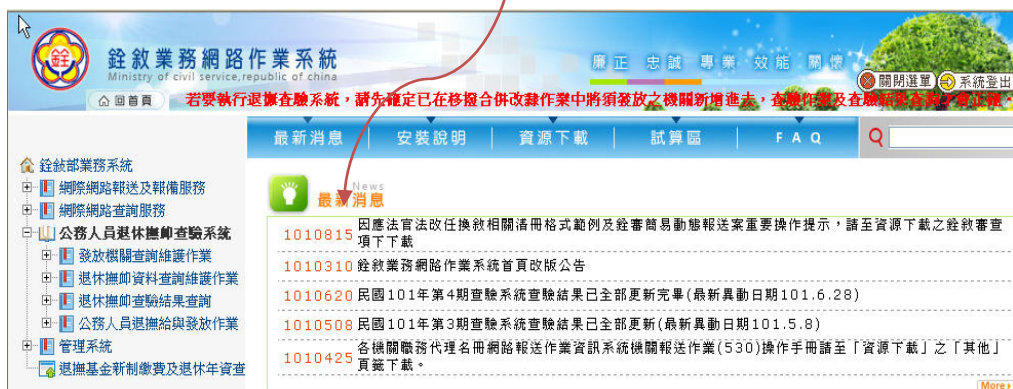 銓敘業務網路作業系統
Ministry of civil service,republic of china
廉正 忠誠 專業 效能 關懷
關閉選單
系統登出
回首頁
若要執行退撫查驗系統，請先確定已在移撥合併改隸作業中將須發放之機關新增進去，查驗作業及查驗結果查詢才會正確。
最新消息 安裝說明 資源下載 試算區 FAQ
銓敍部業務系統
網際網路報送及報備服務
網際網路查詢服務
公務人員退休撫卹查驗系統
發放機關查詢維護作業
退休撫卹資料查詢維護作業
退休撫卹查驗結果查詢
公務人員退撫給與發放作業
管理系統
退撫基金新制繳費及退休年資查
News
最新消息
1010815 因應法官法改任換敘相關清冊格式範例及銓審簡易動態報送案重要操作提示，請至資源下載之銓敘審查
項下下載
1010310 銓敘業務網路作業系統首頁改版公告
1010620 民國101年第4期查驗系統查驗結果已全部更新完畢(最新異動日期101.6.28)
1010508 民國101年第3期查驗系統查驗結果已全部更新(最新異動日期101.5.8)
1010425 各機關職務代理名冊網路報送作業資訊系統機關報送作業(530)操作手冊請至「資源下載」之「其他」
頁籤下載。
More